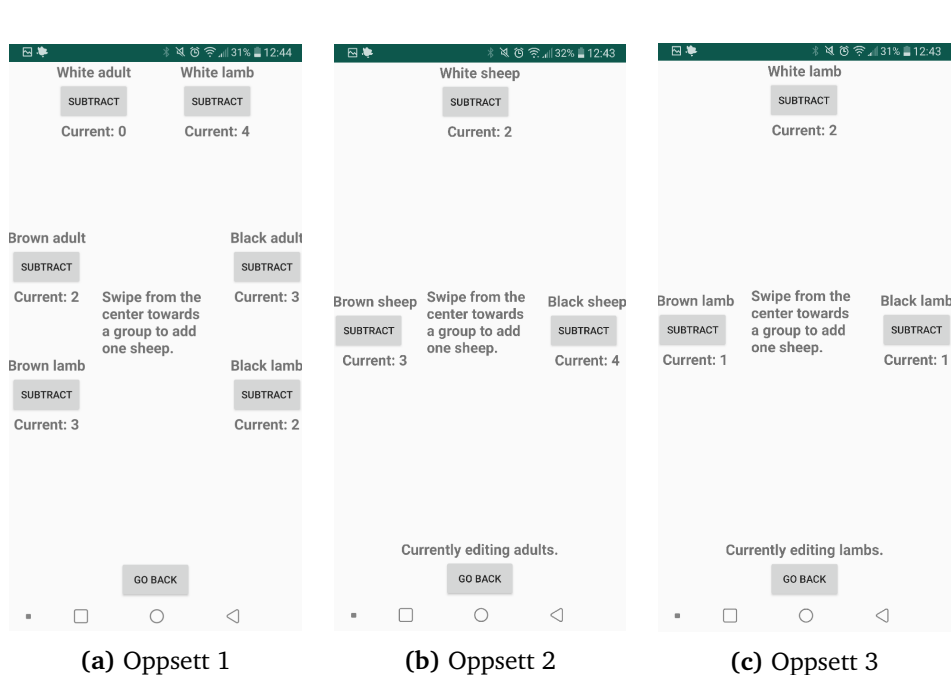 31% 12:44
White adult White lamb
SUBTRACT SUBTRACT
Current: 0 Current: 4
Brown adult Black adult
SUBTRACT SUBTRACT
Current: 2 Current: 3
Swipe from the
center towards
a group to add
one sheep.
Brown lamb Black lamb
SUBTRACT SUBTRACT
Current: 3 Current: 2
GO BACK
(a) Oppsett 1
32% 12:43
White sheep
SUBTRACT
Current: 2
Brown sheep Black sheep
SUBTRACT SUBTRACT
Current: 3 Current: 4
Swipe from the
center towards
a group to add
one sheep.
Currently editing adults.
GO BACK
(b) Oppsett 2
31% 12:43
White lamb
SUBTRACT
Current: 2
Brown lamb Black lamb
SUBTRACT SUBTRACT
Current: 1 Current: 1
Swipe from the
center towards
a group to add
one sheep.
Currently editing lambs.
GO BACK
(c) Oppsett 3